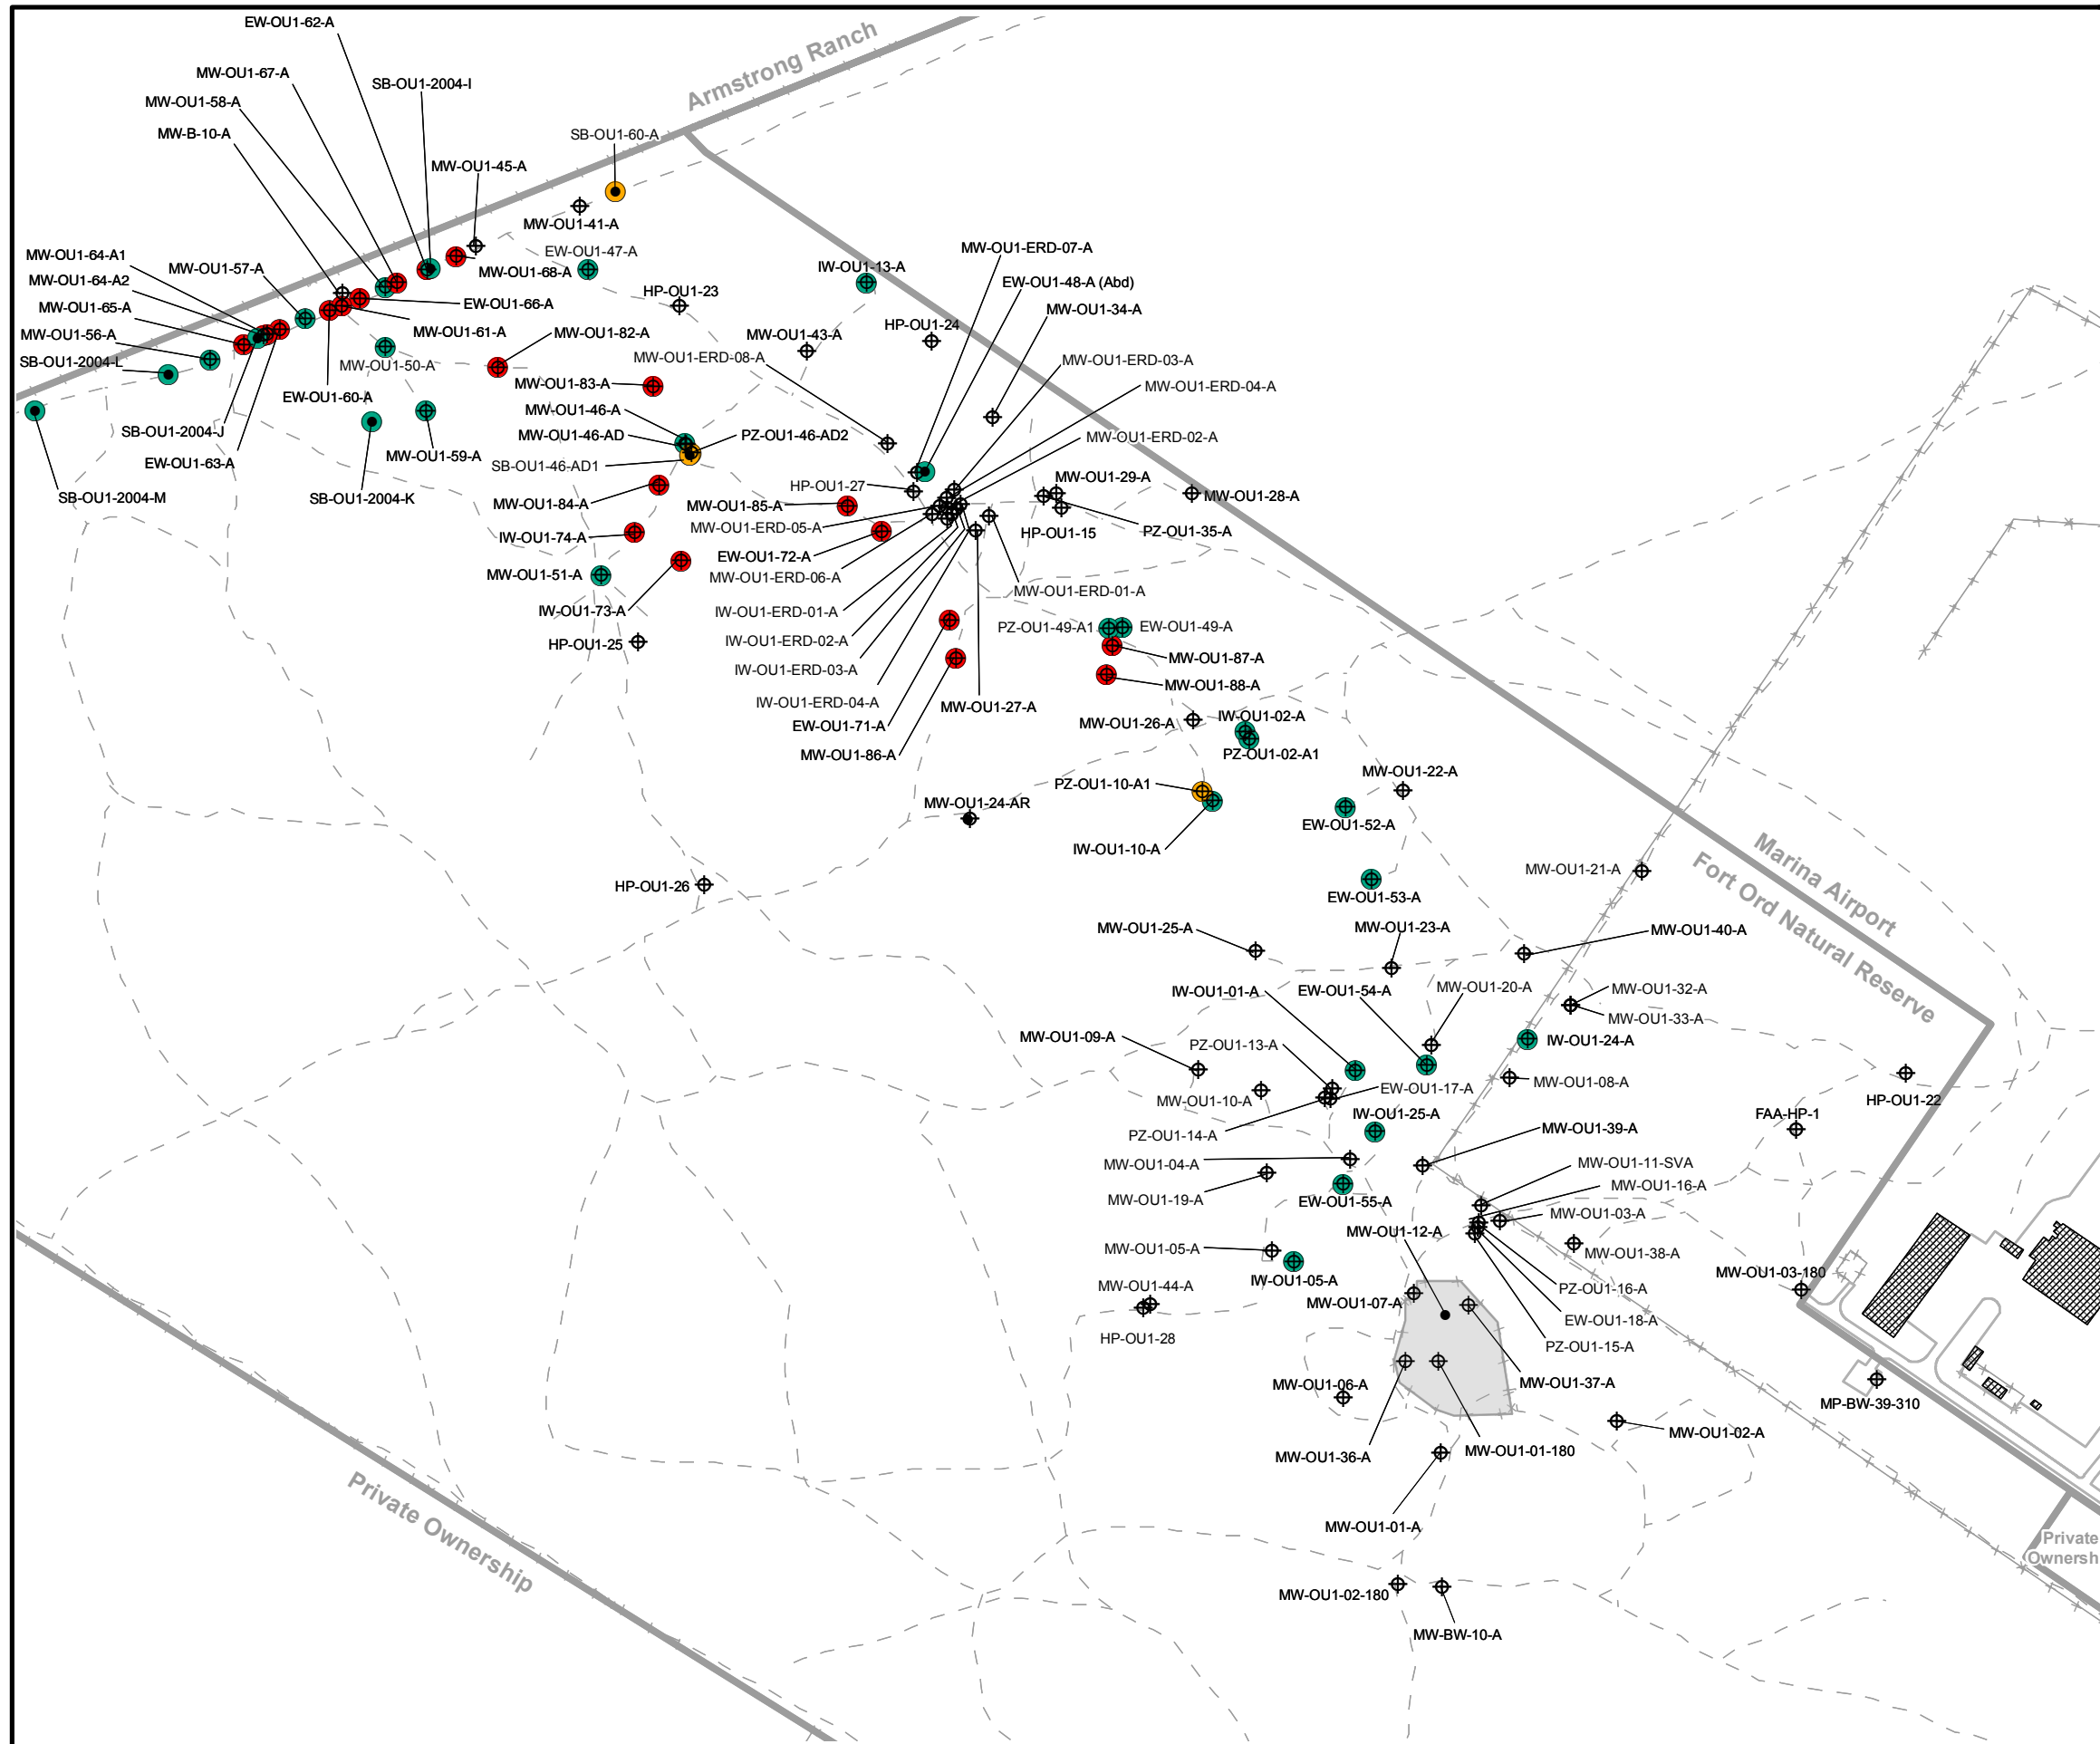 EW-OU1-62-A
Armstrong Ranch
MW-OU1-67-A
SB-OU1-2004-I
MW-OU1-58-A
MW-B-10-A
SB-OU1-60-A
MW-OU1-45-A
MW-OU1-41-A
MW-OU1-ERD-07-A
MW-OU1-64-A1
EW-OU1-47-A
MW-OU1-57-A
MW-OU1-68-A
IW-OU1-13-A
MW-OU1-64-A2
EW-OU1-48-A (Abd)
HP-OU1-23
MW-OU1-65-A
EW-OU1-66-A
MW-OU1-34-A
MW-OU1-56-A
MW-OU1-61-A
MW-OU1-82-A
MW-OU1-43-A
HP-OU1-24
SB-OU1-2004-L
MW-OU1-50-A
MW-OU1-ERD-08-A
MW-OU1-ERD-03-A
MW-OU1-83-A
MW-OU1-ERD-04-A
EW-OU1-60-A
MW-OU1-46-A
SB-OU1-2004-J
MW-OU1-46-AD
PZ-OU1-46-AD2
MW-OU1-ERD-02-A
EW-OU1-63-A
MW-OU1-59-A
SB-OU1-46-AD1
SB-OU1-2004-M
SB-OU1-2004-K
MW-OU1-84-A
HP-OU1-27
MW-OU1-29-A
MW-OU1-28-A
MW-OU1-85-A
MW-OU1-ERD-05-A
HP-OU1-15
PZ-OU1-35-A
IW-OU1-74-A
EW-OU1-72-A
MW-OU1-51-A
MW-OU1-ERD-06-A
MW-OU1-ERD-01-A
IW-OU1-73-A
IW-OU1-ERD-01-A
PZ-OU1-49-A1
EW-OU1-49-A
HP-OU1-25
IW-OU1-ERD-02-A
MW-OU1-87-A
IW-OU1-ERD-03-A
MW-OU1-88-A
IW-OU1-ERD-04-A
MW-OU1-27-A
EW-OU1-71-A
MW-OU1-26-A
IW-OU1-02-A
MW-OU1-86-A
PZ-OU1-02-A1
MW-OU1-22-A
PZ-OU1-10-A1
MW-OU1-24-AR
EW-OU1-52-A
IW-OU1-10-A
Marina Airport
Fort Ord Natural Reserve
MW-OU1-21-A
HP-OU1-26
EW-OU1-53-A
MW-OU1-25-A
MW-OU1-23-A
MW-OU1-40-A
IW-OU1-01-A
EW-OU1-54-A
MW-OU1-20-A
MW-OU1-32-A
MW-OU1-33-A
MW-OU1-09-A
PZ-OU1-13-A
IW-OU1-24-A
MW-OU1-10-A
EW-OU1-17-A
MW-OU1-08-A
HP-OU1-22
IW-OU1-25-A
FAA-HP-1
PZ-OU1-14-A
MW-OU1-39-A
MW-OU1-04-A
MW-OU1-11-SVA
MW-OU1-16-A
MW-OU1-19-A
EW-OU1-55-A
MW-OU1-03-A
MW-OU1-12-A
MW-OU1-05-A
MW-OU1-38-A
MW-OU1-03-180
IW-OU1-05-A
MW-OU1-44-A
PZ-OU1-16-A
MW-OU1-07-A
EW-OU1-18-A
HP-OU1-28
PZ-OU1-15-A
MW-OU1-06-A
MW-OU1-37-A
MP-BW-39-310
MW-OU1-02-A
MW-OU1-36-A
MW-OU1-01-180
Private Ownership
MW-OU1-01-A
Private
Ownersh
MW-OU1-02-180
MW-BW-10-A